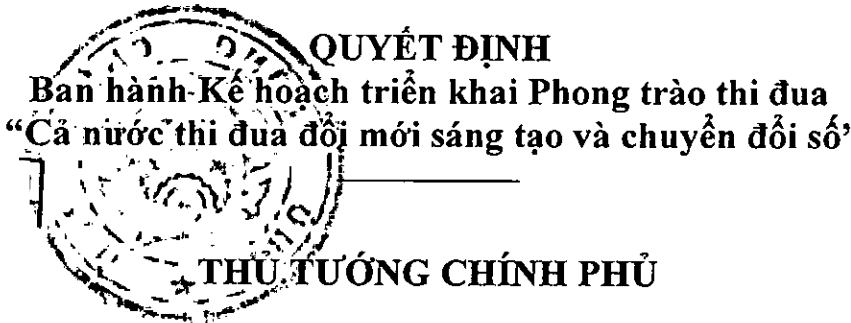 QUYẾT ĐỊNH
Ban hành Kế hoạch triển khai Phong trào thi đua
“Cả nước thi đua đổi mới sáng tạo và chuyển đổi số’
THỦ TƯỚNG CHÍNH PHỦ